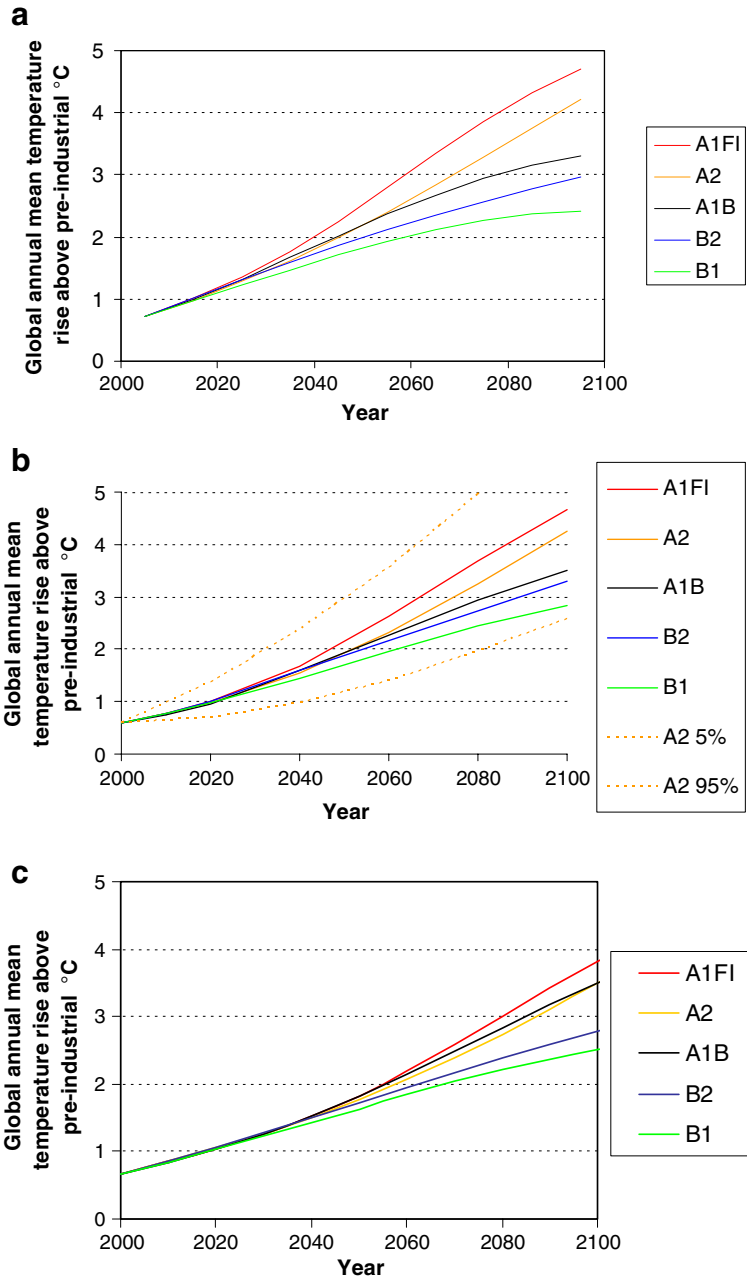 a
Global annual mean temperature
rise above pre-industrial °C
5
4
3
2
1
0
2000 2020 2040 2060 2080 2100
Year
A1FI
A2
A1B
B2
B1
b
Global annual mean
temperature rise above
pre-industrial °C
5
4
3
2
1
0
2000 2020 2040 2060 2080 2100
Year
A1FI
A2
A1B
B2
B1
A2 5%
A2 95%
c
Global annual mean
temperature rise above
pre-industrial °C
5
4
3
2
1
0
2000 2020 2040 2060 2080 2100
Year
A1FI
A2
A1B
B2
B1